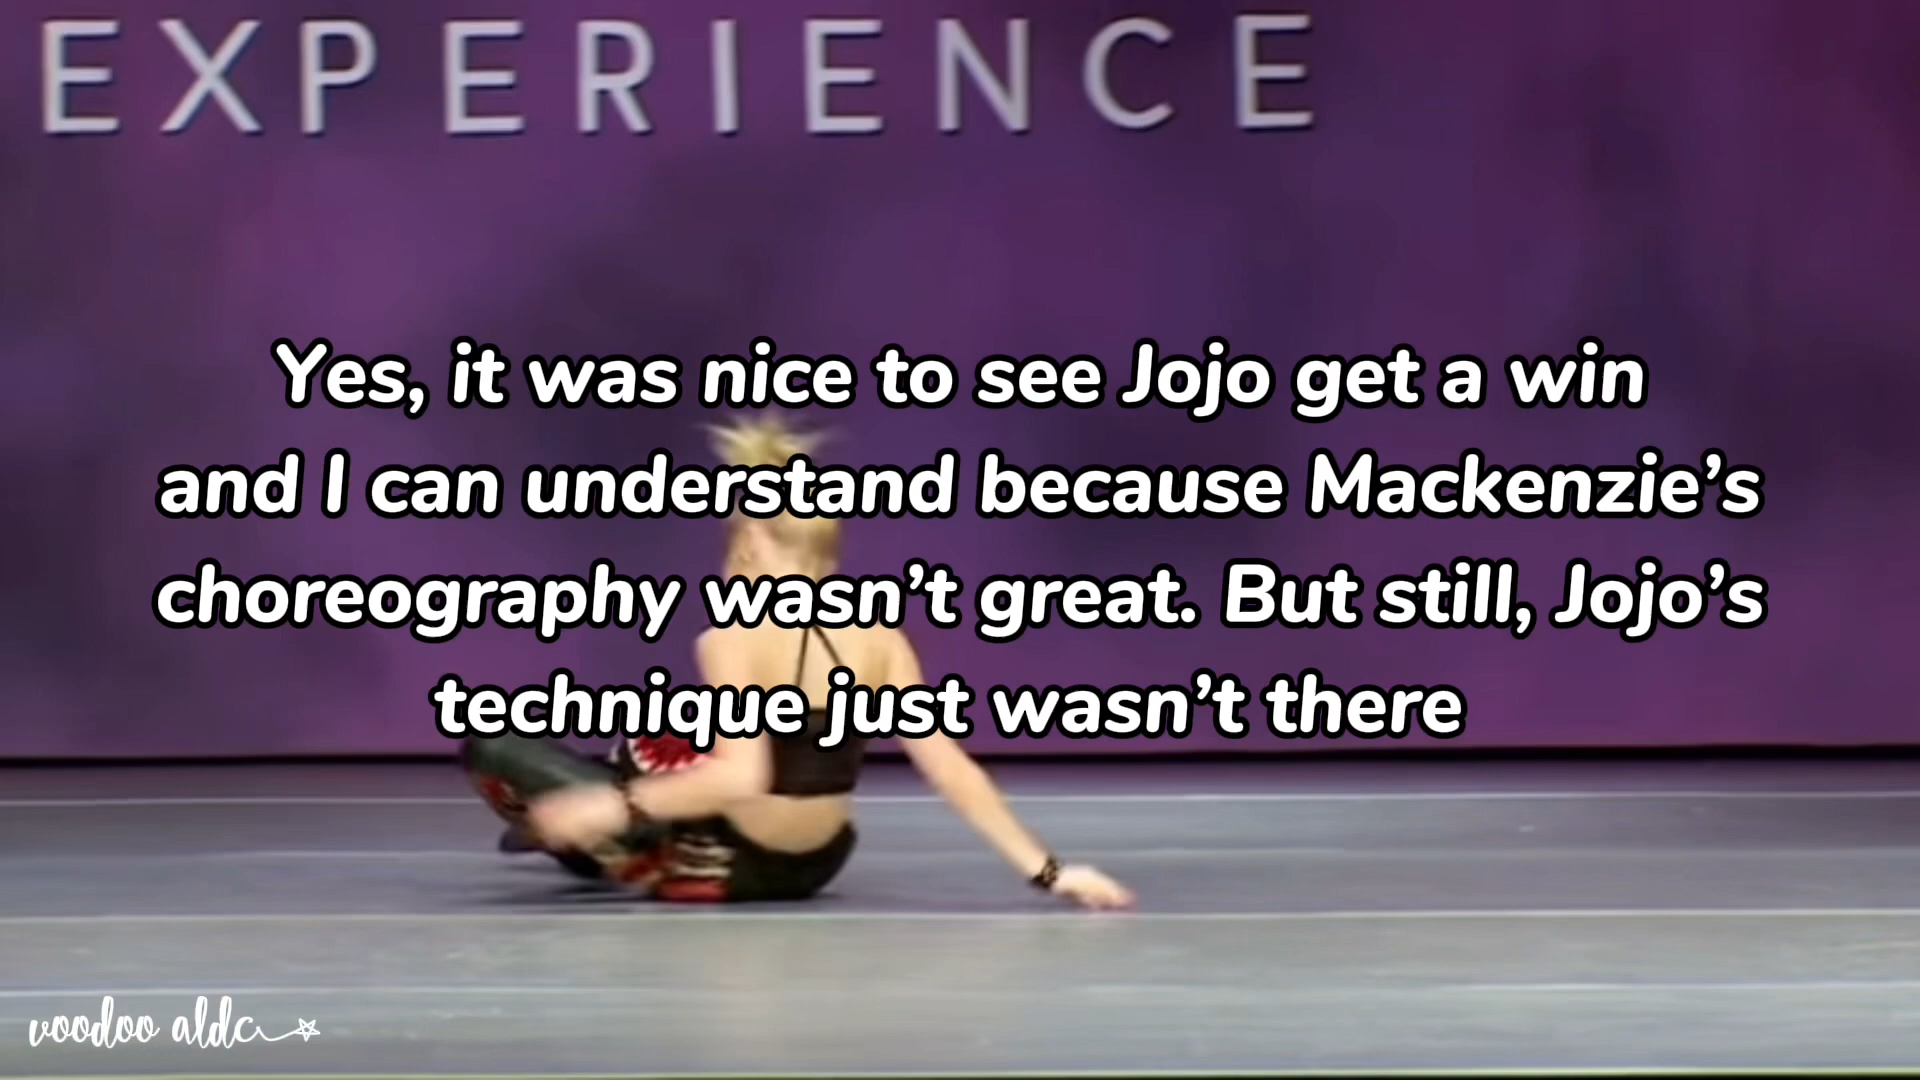 EXPERIENCE
Yes, it was nice to see Jojo get a win
and I can understand because Mackenzie’s
choreography wasn’t great. But still, Jojo’s
technique just wasn’t there
voodoo aldc